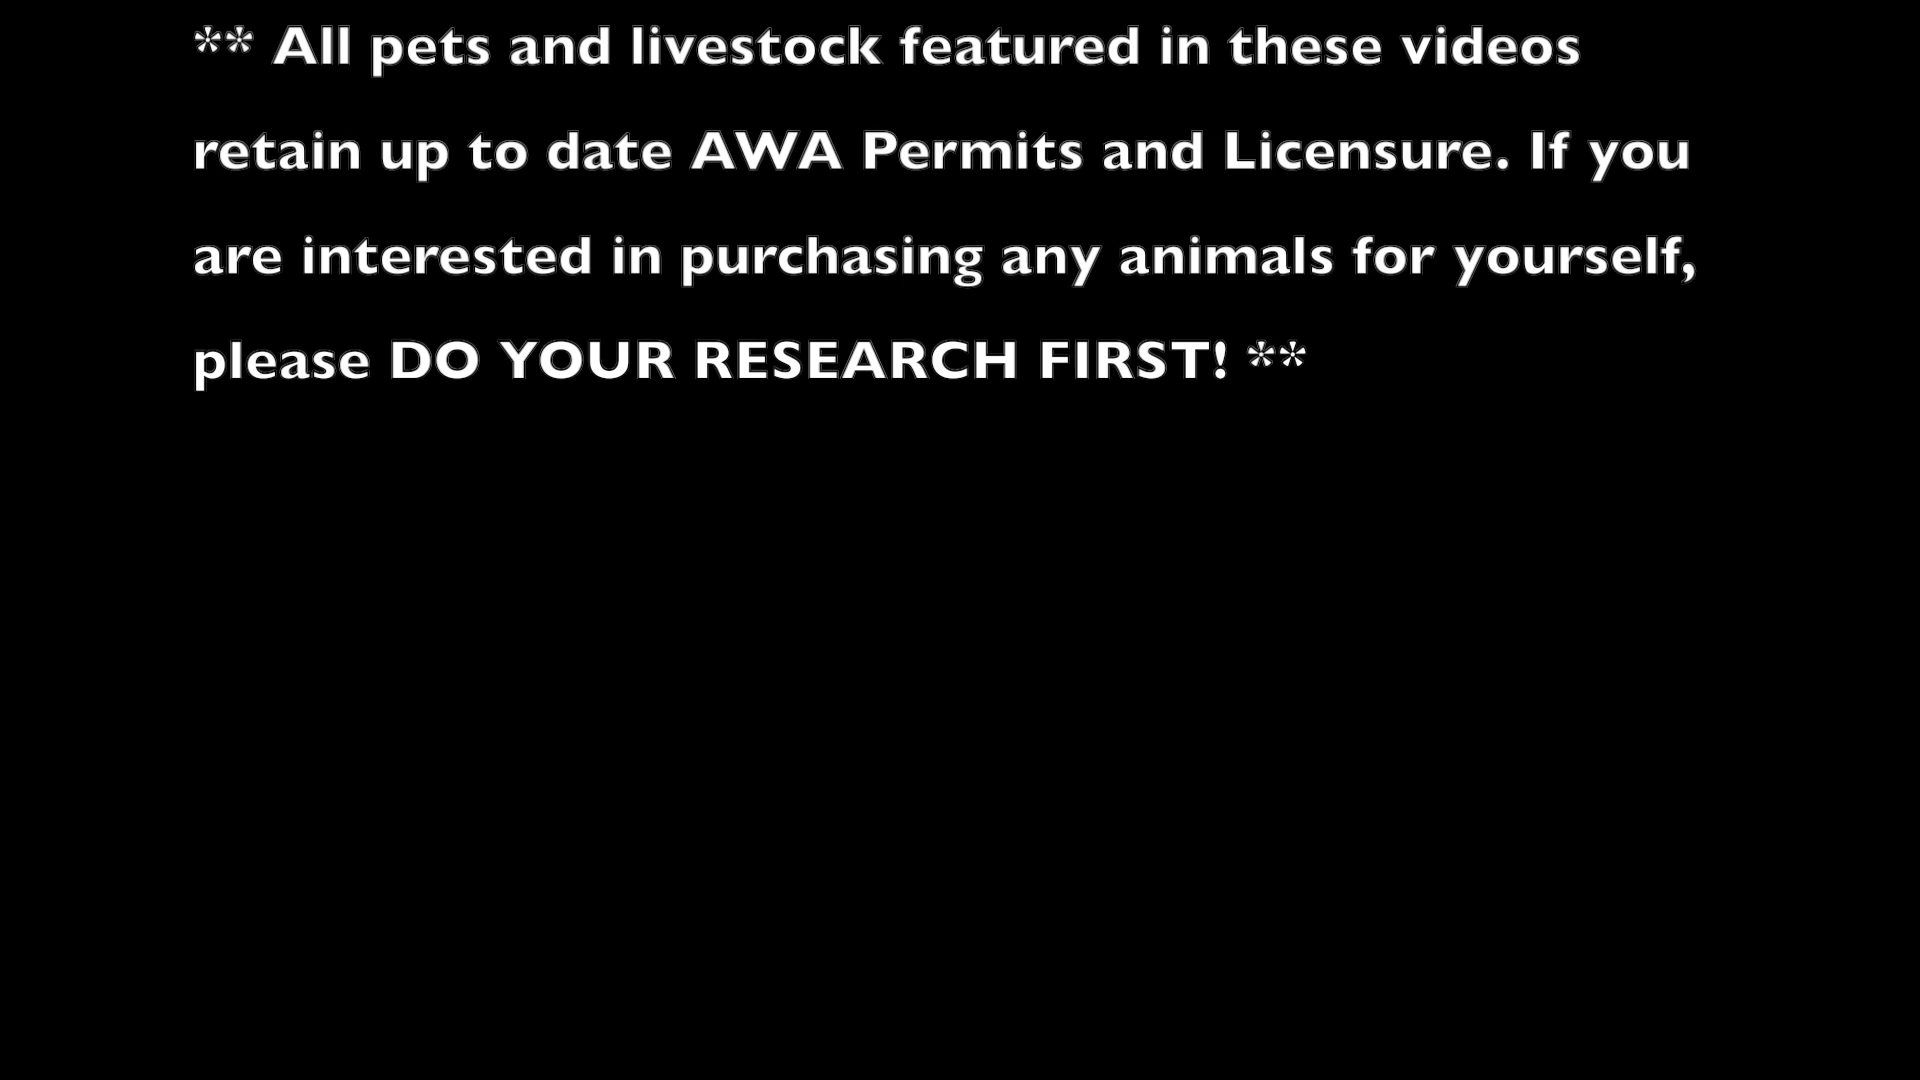 ** All pets and livestock featured in these videos
retain up to date AWA Permits and Licensure. If you
are interested in purchasing any animals for yourself,
please DO YOUR RESEARCH FIRST! **